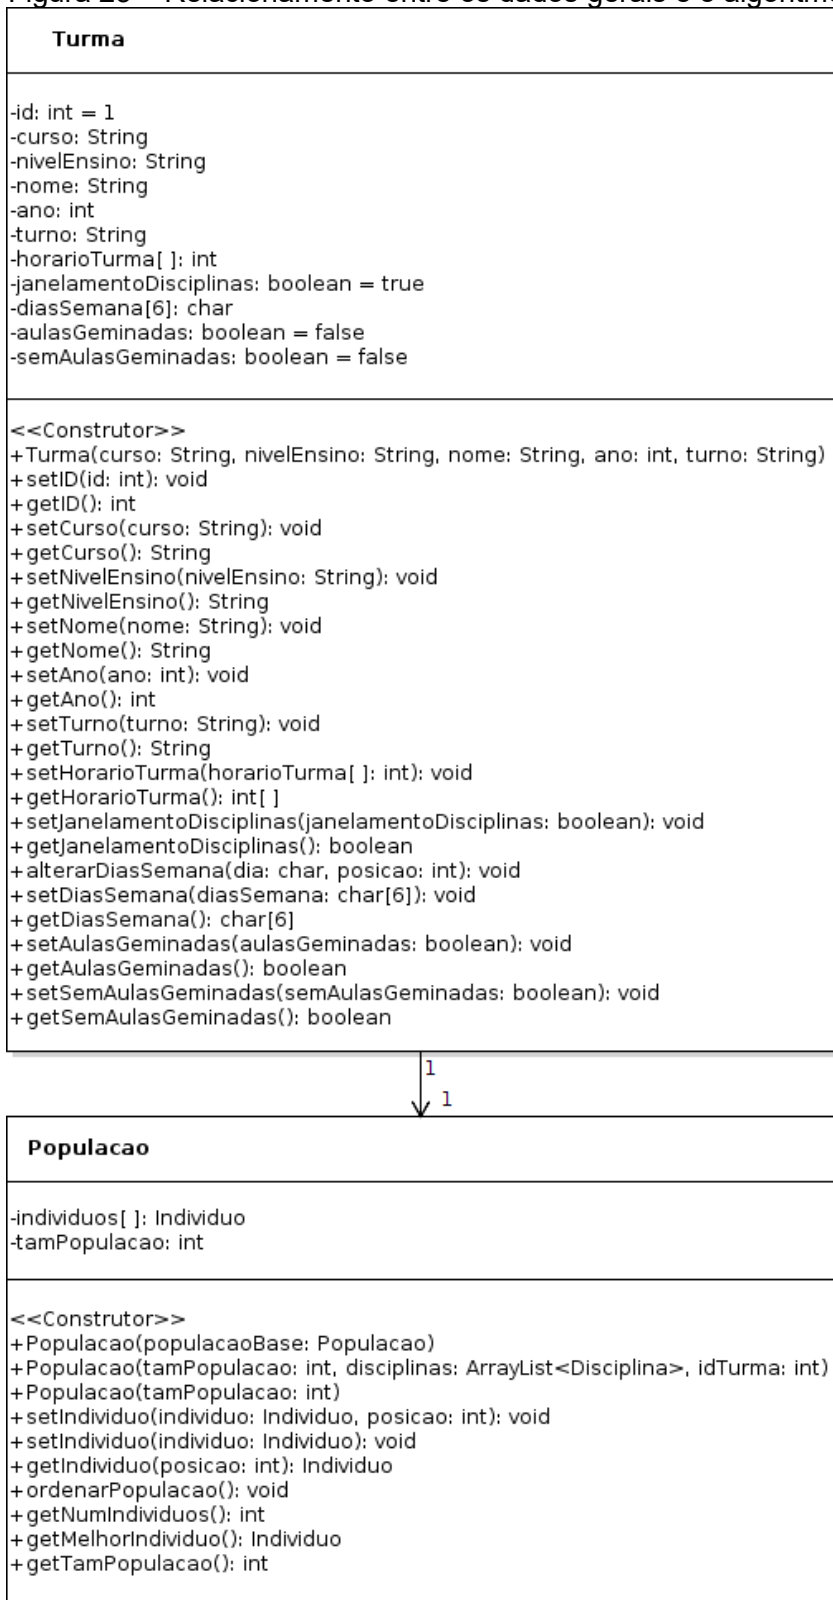 Figura 20 – Relacionamento entre os dados gerais e o algoritmo
Turma
-id: int = 1
-curso: String
-nivelEnsino: String
-nome: String
-ano: int
-turno: String
-horarioTurma[ ]: int
-janelamentoDisciplinas: boolean = true
-diasSemana[6]: char
-aulasGeminadas: boolean = false
-semAulasGeminadas: boolean = false
<<Construtor>>
+Turma(curso: String, nivelEnsino: String, nome: String, ano: int, turno: String)
+setID(id: int): void
+getID(): int
+setCurso(curso: String): void
+getCurso(): String
+setNivelEnsino(nivelEnsino: String): void
+getNivelEnsino(): String
+setNome(nome: String): void
+getNome(): String
+setAno(ano: int): void
+getAno(): int
+setTurno(turno: String): void
+getTurno(): String
+setHorarioTurma(horarioTurma[ ]: int): void
+getHorarioTurma(): int[ ]
+setJanelamentoDisciplinas(janelamentoDisciplinas: boolean): void
+getJanelamentoDisciplinas(): boolean
+alterarDiasSemana(dia: char, posicao: int): void
+setDiasSemana(diasSemana: char[6]): void
+getDiasSemana(): char[6]
+setAulasGeminadas(aulasGeminadas: boolean): void
+getAulasGeminadas(): boolean
+setSemAulasGeminadas(semAulasGeminadas: boolean): void
+getSemAulasGeminadas(): boolean
1
1
Populacao
-individuos[ ]: Individuo
-tamPopulacao: int
<<Construtor>>
+Populacao(populacaoBase: Populacao)
+Populacao(tamPopulacao: int, disciplinas: ArrayList<Disciplina>, idTurma: int)
+Populacao(tamPopulacao: int)
+setIndividuo(individuo: Individuo, posicao: int): void
+setIndividuo(individuo: Individuo): void
+getIndividuo(posicao: int): Individuo
+ordenarPopulacao(): void
+getNumIndividuos(): int
+getMelhorIndividuo(): Individuo
+getTamPopulacao(): int